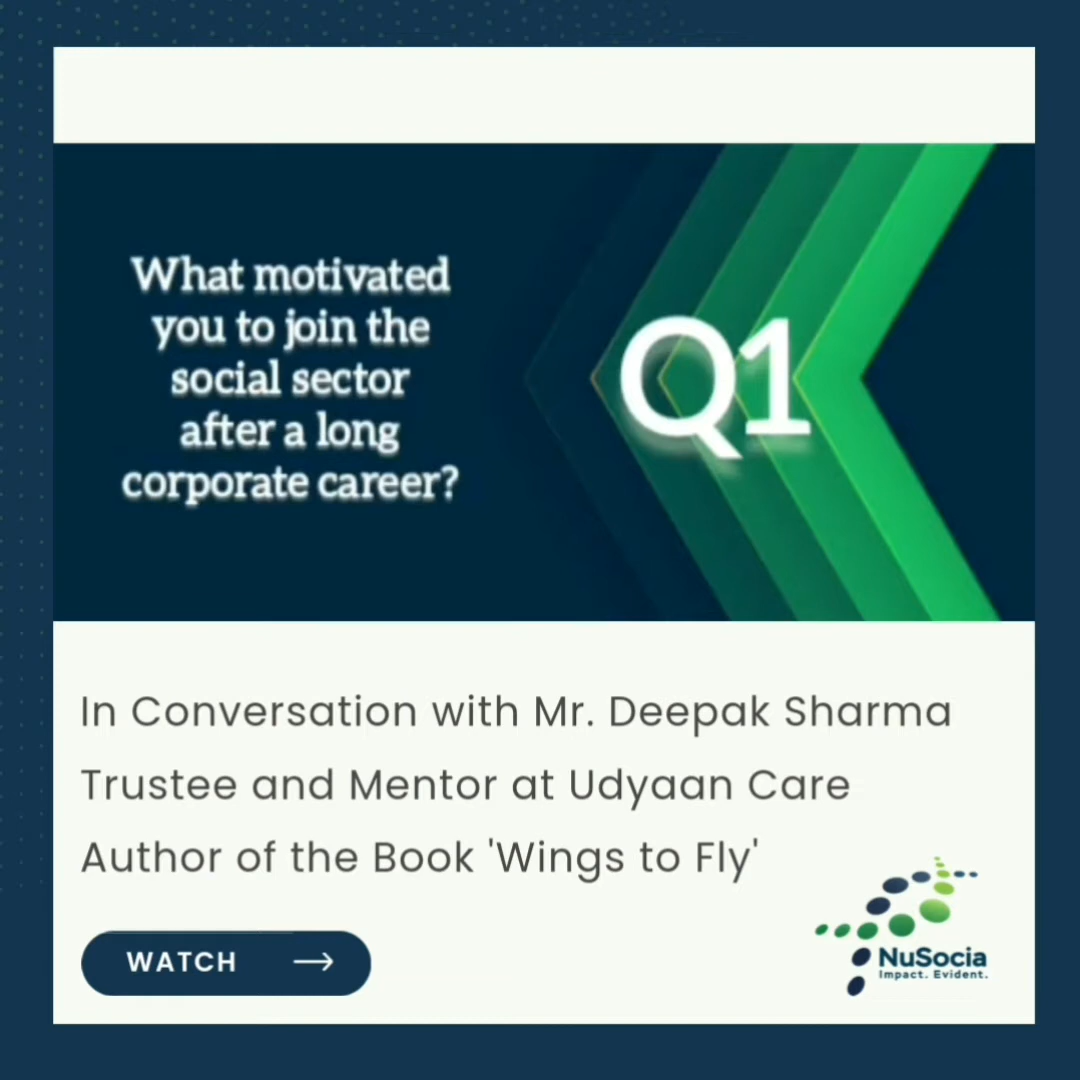 What motivated
you to join the
social sector
after a long
corporate career?
Q1
In Conversation with Mr. Deepak Sharma
Trustee and Mentor at Udyaan Care
Author of the Book 'Wings to Fly'
WATCH
NuSocia
Impact. Evident.